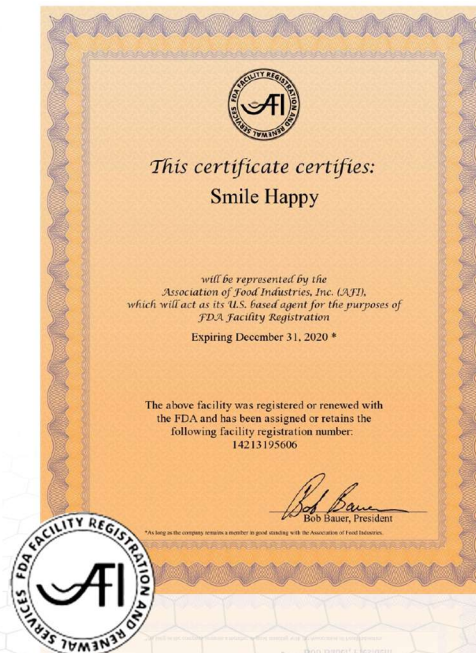 FDA FACILITY REGISTRATION AND RENEWAL SERVICES
AFI
This certificate certifies:
Smile Happy
will be represented by the
Association of Food Industries, Inc. (AFI),
which will act as its U.S. based agent for the purposes of
FDA Facility Registration
Expiring December 31, 2020 *
The above facility was registered or renewed with
the FDA and has been assigned or retains the
following facility registration number:
14213195606
Bob Bauer
Bob Bauer, President
*As long as the company remains a member in good standing with the Association of Food Industries.
FDA FACILITY REGISTRATION AND RENEWAL SERVICES
AFI